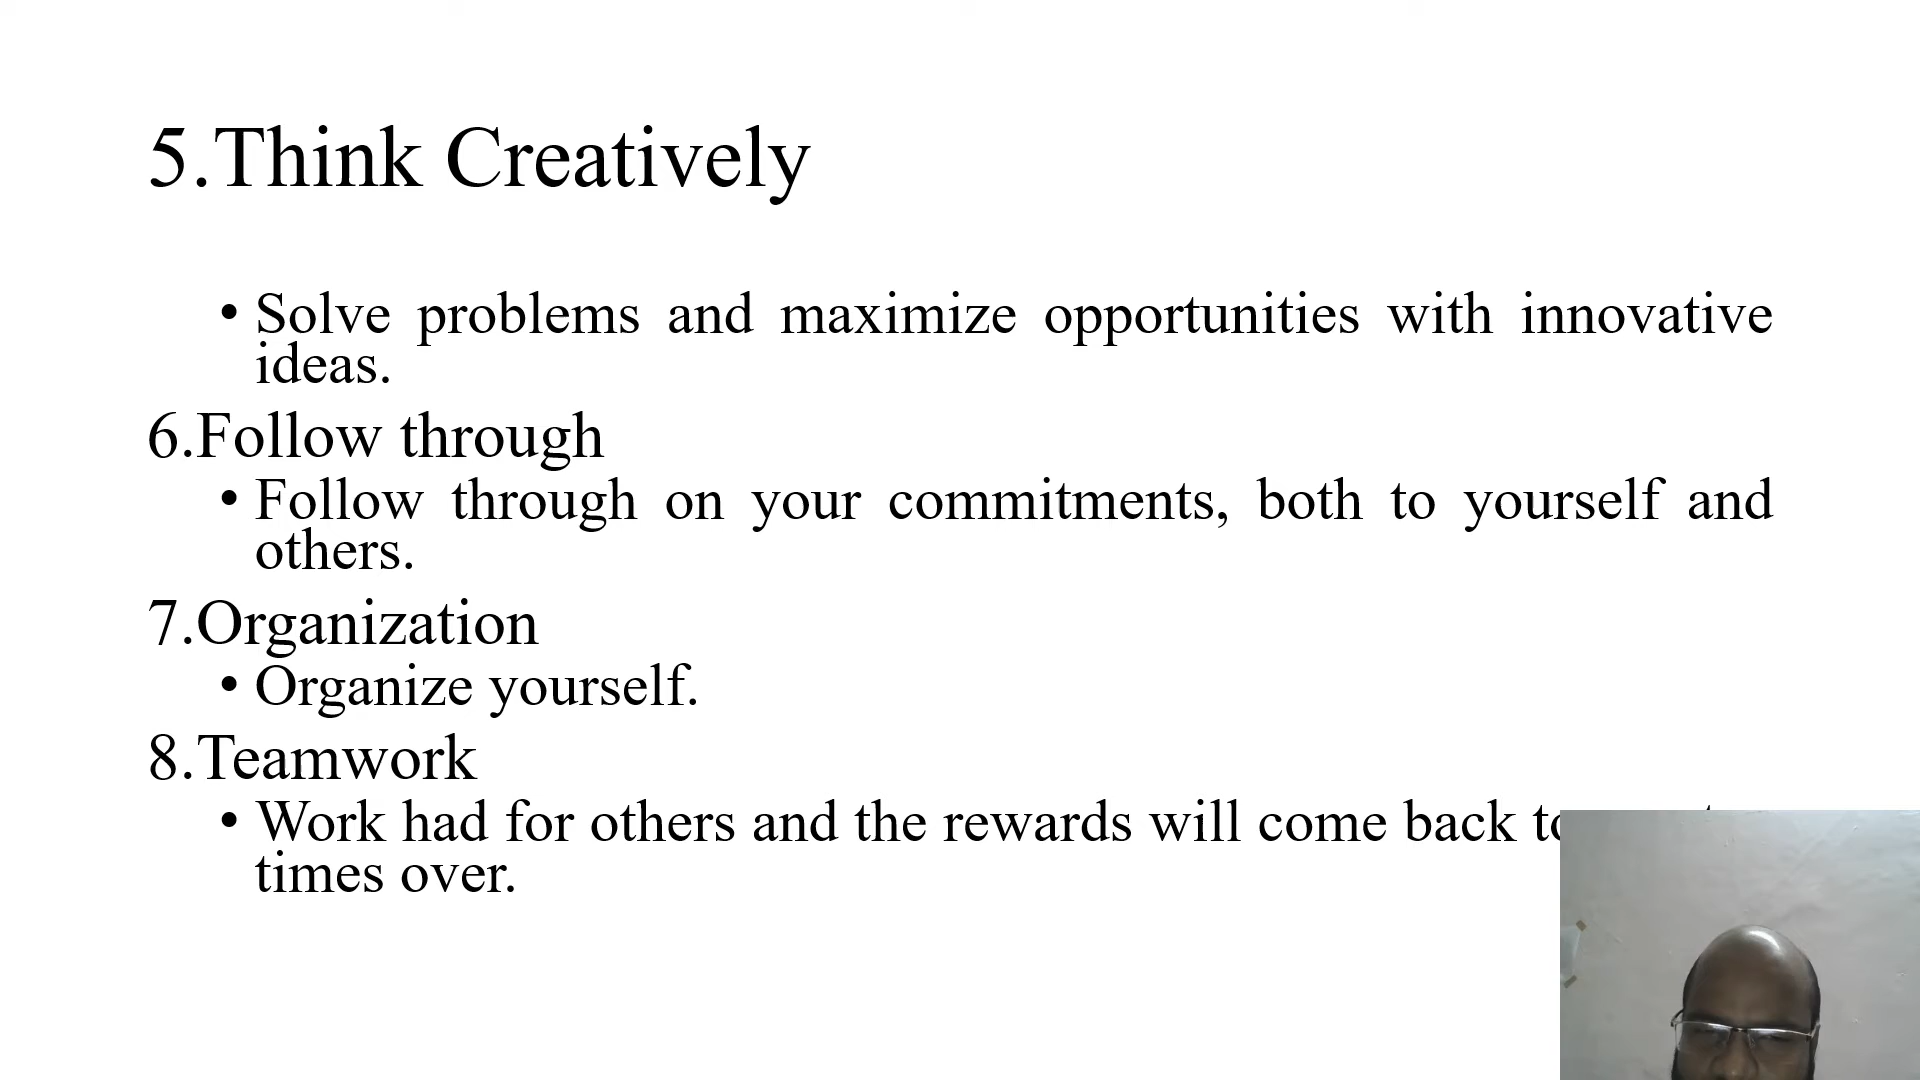 5.Think Creatively
• Solve problems and maximize opportunities with innovative
ideas.
6.Follow through
• Follow through on your commitments, both to yourself and
others.
7.Organization
• Organize yourself.
8.Teamwork
• Work had for others and the rewards will come back to
times over.